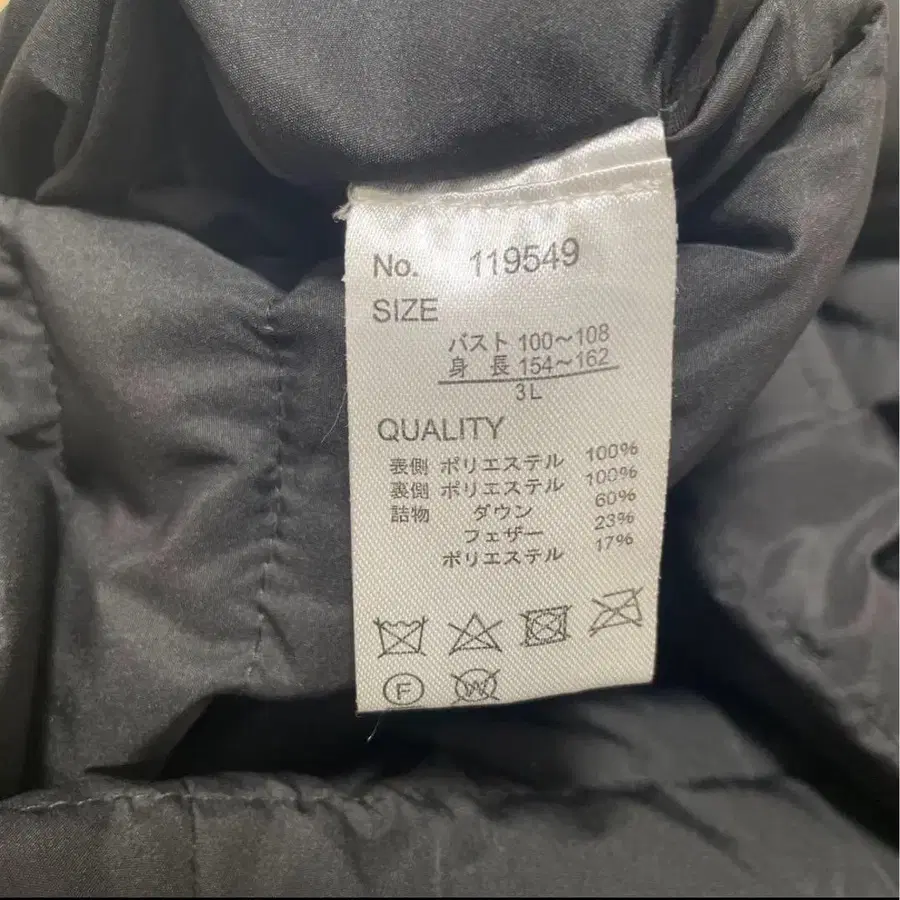 No. 119549
SIZE
バスト 100～108
身 長 154～162
3L
QUALITY
表側 ポリエステル 100%
裏側 ポリエステル 100%
詰物 ダウン 60%
フェザー 23%
ポリエステル 17%
F W